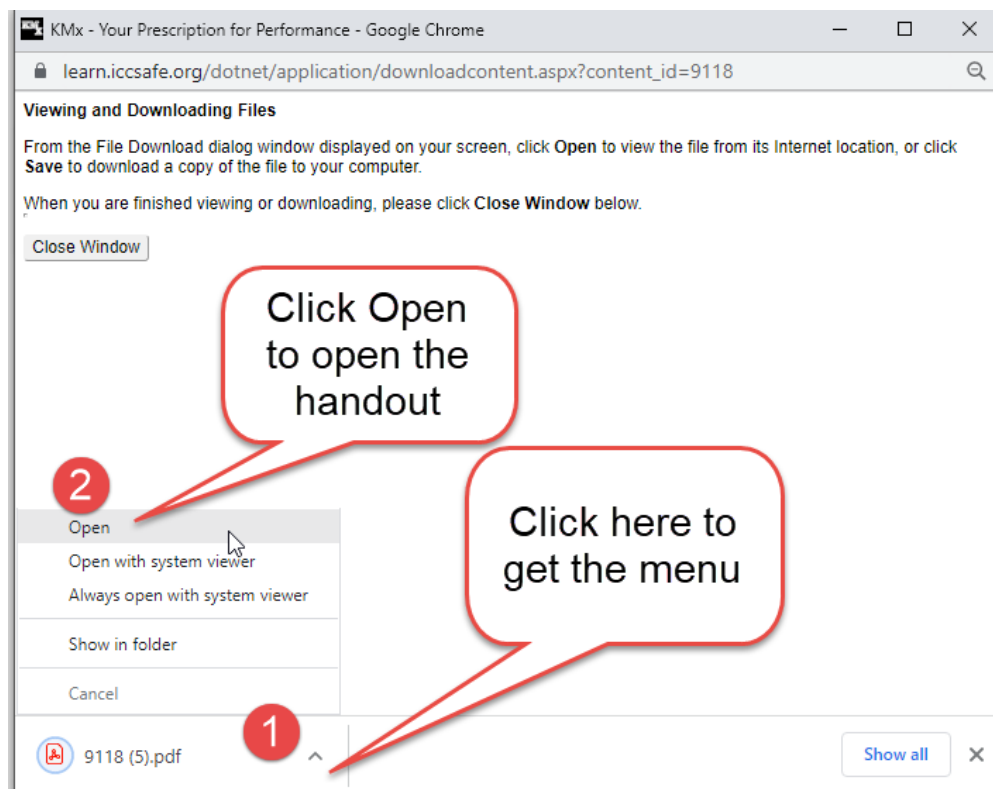 KMx - Your Prescription for Performance - Google Chrome
learn.iccsafe.org/dotnet/application/downloadcontent.aspx?content_id=9118
Viewing and Downloading Files
From the File Download dialog window displayed on your screen, click Open to view the file from its Internet location, or click
Save to download a copy of the file to your computer.
When you are finished viewing or downloading, please click Close Window below.
Close Window
Click Open
to open the
handout
2
Open
Open with system viewer
Always open with system viewer
Show in folder
Cancel
Click here to
get the menu
1
9118 (5).pdf
Show all